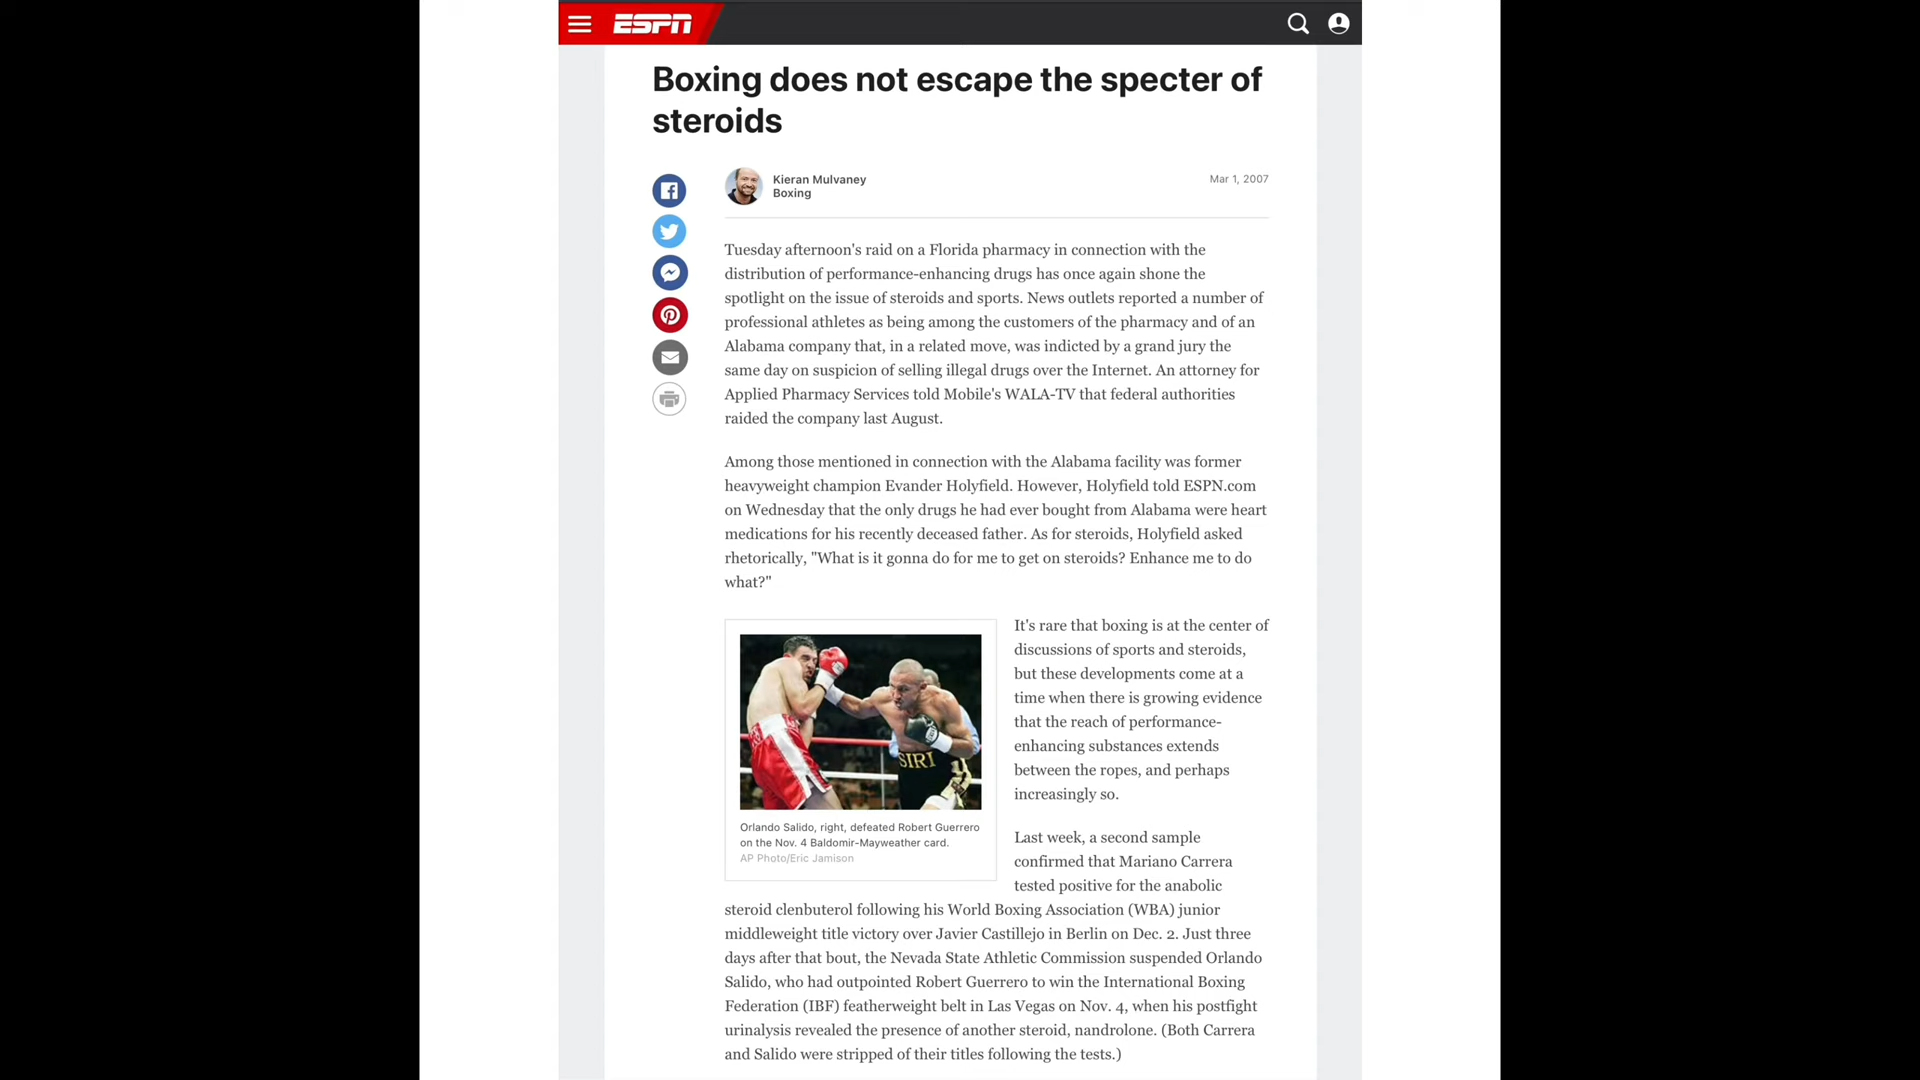 ESPN
Boxing does not escape the specter of
steroids
Kieran Mulvaney
Boxing
Mar 1, 2007
Tuesday afternoon's raid on a Florida pharmacy in connection with the
distribution of performance-enhancing drugs has once again shone the
spotlight on the issue of steroids and sports. News outlets reported a number of
professional athletes as being among the customers of the pharmacy and of an
Alabama company that, in a related move, was indicted by a grand jury the
same day on suspicion of selling illegal drugs over the Internet. An attorney for
Applied Pharmacy Services told Mobile's WALA-TV that federal authorities
raided the company last August.
Among those mentioned in connection with the Alabama facility was former
heavyweight champion Evander Holyfield. However, Holyfield told ESPN.com
on Wednesday that the only drugs he had ever bought from Alabama were heart
medications for his recently deceased father. As for steroids, Holyfield asked
rhetorically, "What is it gonna do for me to get on steroids? Enhance me to do
what?"
SIRI
Orlando Salido, right, defeated Robert Guerrero
on the Nov. 4 Baldomir-Mayweather card.
AP Photo/Eric Jamison
It's rare that boxing is at the center of
discussions of sports and steroids,
but these developments come at a
time when there is growing evidence
that the reach of performance-
enhancing substances extends
between the ropes, and perhaps
increasingly so.
Last week, a second sample
confirmed that Mariano Carrera
tested positive for the anabolic
steroid clenbuterol following his World Boxing Association (WBA) junior
middleweight title victory over Javier Castillejo in Berlin on Dec. 2. Just three
days after that bout, the Nevada State Athletic Commission suspended Orlando
Salido, who had outpointed Robert Guerrero to win the International Boxing
Federation (IBF) featherweight belt in Las Vegas on Nov. 4, when his postfight
urinalysis revealed the presence of another steroid, nandrolone. (Both Carrera
and Salido were stripped of their titles following the tests.)